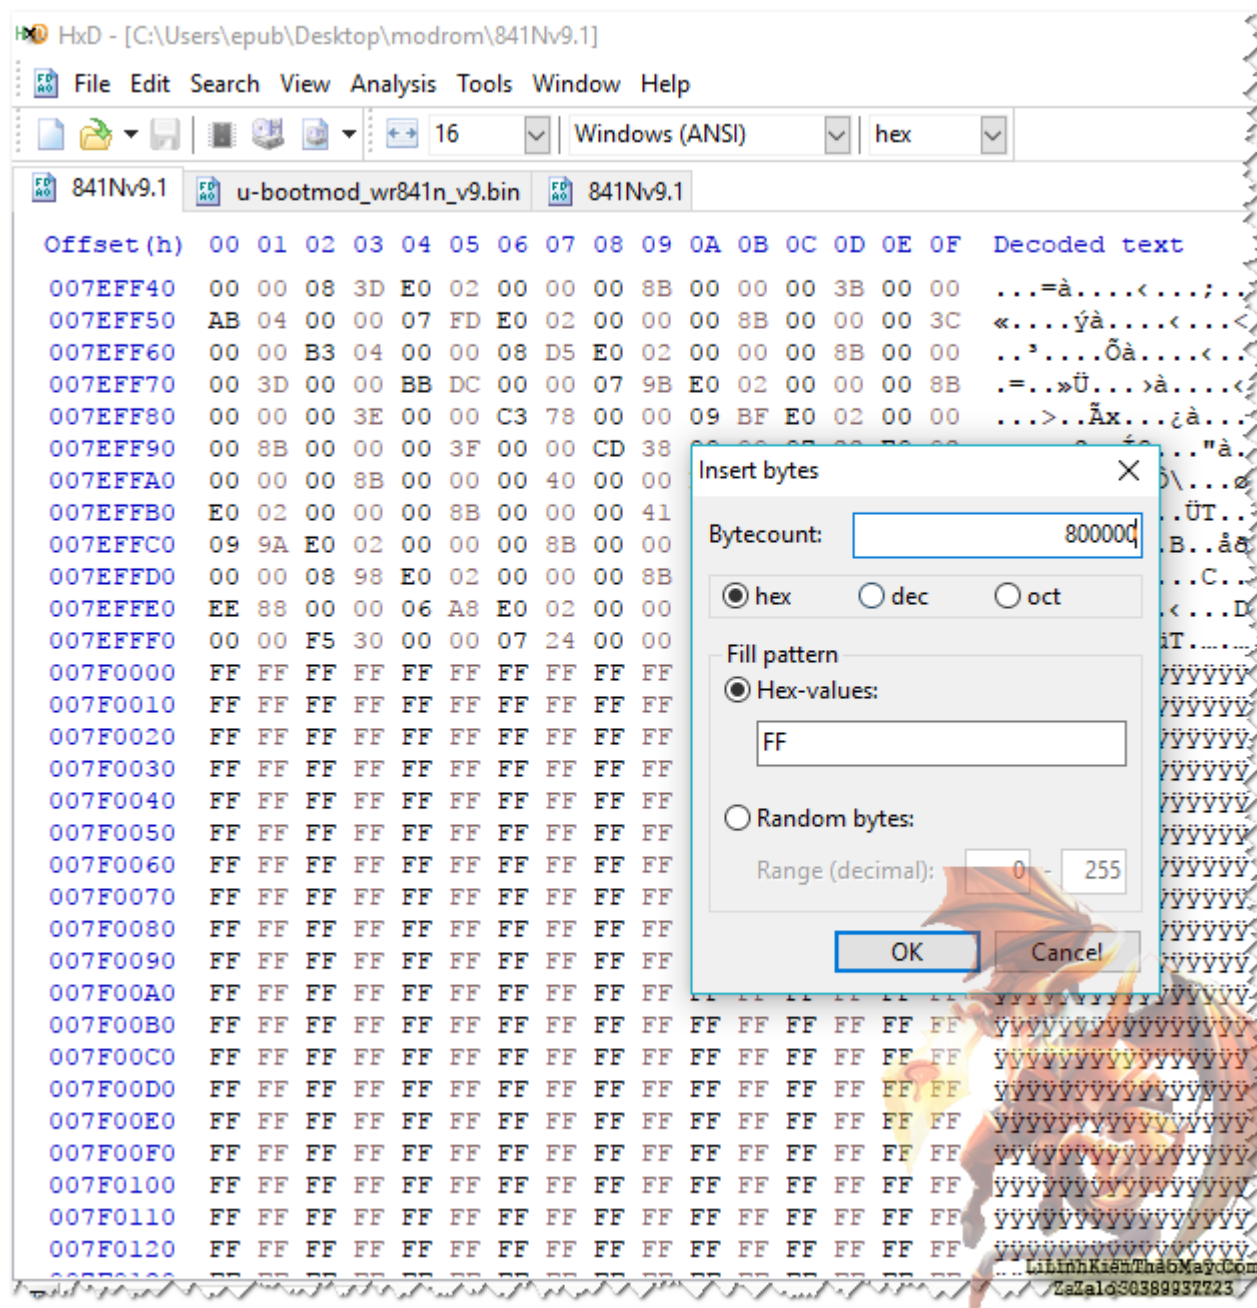 HxD - [C:\Users\epub\Desktop\modrom\841Nv9.1]
File Edit Search View Analysis Tools Window Help
16 Windows (ANSI) hex
841Nv9.1 u-bootmod_wr841n_v9.bin 841Nv9.1
Offset(h) 00 01 02 03 04 05 06 07 08 09 0A 0B 0C 0D 0E 0F Decoded text
007EFF40 00 00 08 3D E0 02 00 00 00 8B 00 00 00 3B 00 00 ...=à....‹...;..
007EFF50 AB 04 00 00 07 FD E0 02 00 00 00 8B 00 00 00 3C «....ýà....‹...<
007EFF60 00 00 B3 04 00 00 08 D5 E0 02 00 00 00 8B 00 00 ..³....Õà....‹..
007EFF70 00 3D 00 00 BB DC 00 00 07 9B E0 02 00 00 00 8B .=..»Ü...›à....‹
007EFF80 00 00 00 3E 00 00 C3 78 00 00 09 BF E0 02 00 00 ...>..Ãx...¿à...
007EFF90 00 8B 00 00 00 3F 00 00 CD 38 ..."à.
007EFFA0 00 00 00 8B 00 00 00 40 00 00 \...
007EFFB0 E0 02 00 00 00 8B 00 00 00 41 ..ÜT..
007EFFC0 09 9A E0 02 00 00 00 8B 00 00 .B..åð
007EFFD0 00 00 08 98 E0 02 00 00 00 8B ...C..
007EFFE0 EE 88 00 00 06 A8 E0 02 00 00 .‹...D
007EFFF0 00 00 F5 30 00 00 07 24 00 00 T......
007F0000 FF FF FF FF FF FF FF FF FF FF ÿÿÿÿÿ
007F0010 FF FF FF FF FF FF FF FF FF FF ÿÿÿÿÿ
007F0020 FF FF FF FF FF FF FF FF FF FF ÿÿÿÿÿ
007F0030 FF FF FF FF FF FF FF FF FF FF ÿÿÿÿÿ
007F0040 FF FF FF FF FF FF FF FF FF FF ÿÿÿÿÿ
007F0050 FF FF FF FF FF FF FF FF FF FF ÿÿÿÿÿ
007F0060 FF FF FF FF FF FF FF FF FF FF ÿÿÿÿÿ
007F0070 FF FF FF FF FF FF FF FF FF FF ÿÿÿÿÿ
007F0080 FF FF FF FF FF FF FF FF FF FF ÿÿÿÿÿ
007F0090 FF FF FF FF FF FF FF FF FF FF ÿÿÿÿÿ
007F00A0 FF FF FF FF FF FF FF FF FF FF ÿÿÿÿÿÿÿÿÿÿÿÿÿÿÿÿ
007F00B0 FF FF FF FF FF FF FF FF FF FF FF FF FF FF FF FF ÿÿÿÿÿÿÿÿÿÿÿÿÿÿÿÿ
007F00C0 FF FF FF FF FF FF FF FF FF FF FF FF FF FF FF FF ÿÿÿÿÿÿÿÿÿÿÿÿÿÿÿÿ
007F00D0 FF FF FF FF FF FF FF FF FF FF FF FF FF FF FF FF ÿÿÿÿÿÿÿÿÿÿÿÿÿÿÿÿ
007F00E0 FF FF FF FF FF FF FF FF FF FF FF FF FF FF FF FF ÿÿÿÿÿÿÿÿÿÿÿÿÿÿÿÿ
007F00F0 FF FF FF FF FF FF FF FF FF FF FF FF FF FF FF FF ÿÿÿÿÿÿÿÿÿÿÿÿÿÿÿÿ
007F0100 FF FF FF FF FF FF FF FF FF FF FF FF FF FF FF FF ÿÿÿÿÿÿÿÿÿÿÿÿÿÿÿÿ
007F0110 FF FF FF FF FF FF FF FF FF FF FF FF FF FF FF FF ÿÿÿÿÿÿÿÿÿÿÿÿÿÿÿÿ
007F0120 FF FF FF FF FF FF FF FF FF FF FF FF FF FF FF FF ÿÿÿÿÿÿÿÿÿÿÿÿÿÿÿÿ
Insert bytes
Bytecount: 800000
hex dec oct
Fill pattern
Hex-values:
FF
Random bytes:
Range (decimal): 0 - 255
OK Cancel